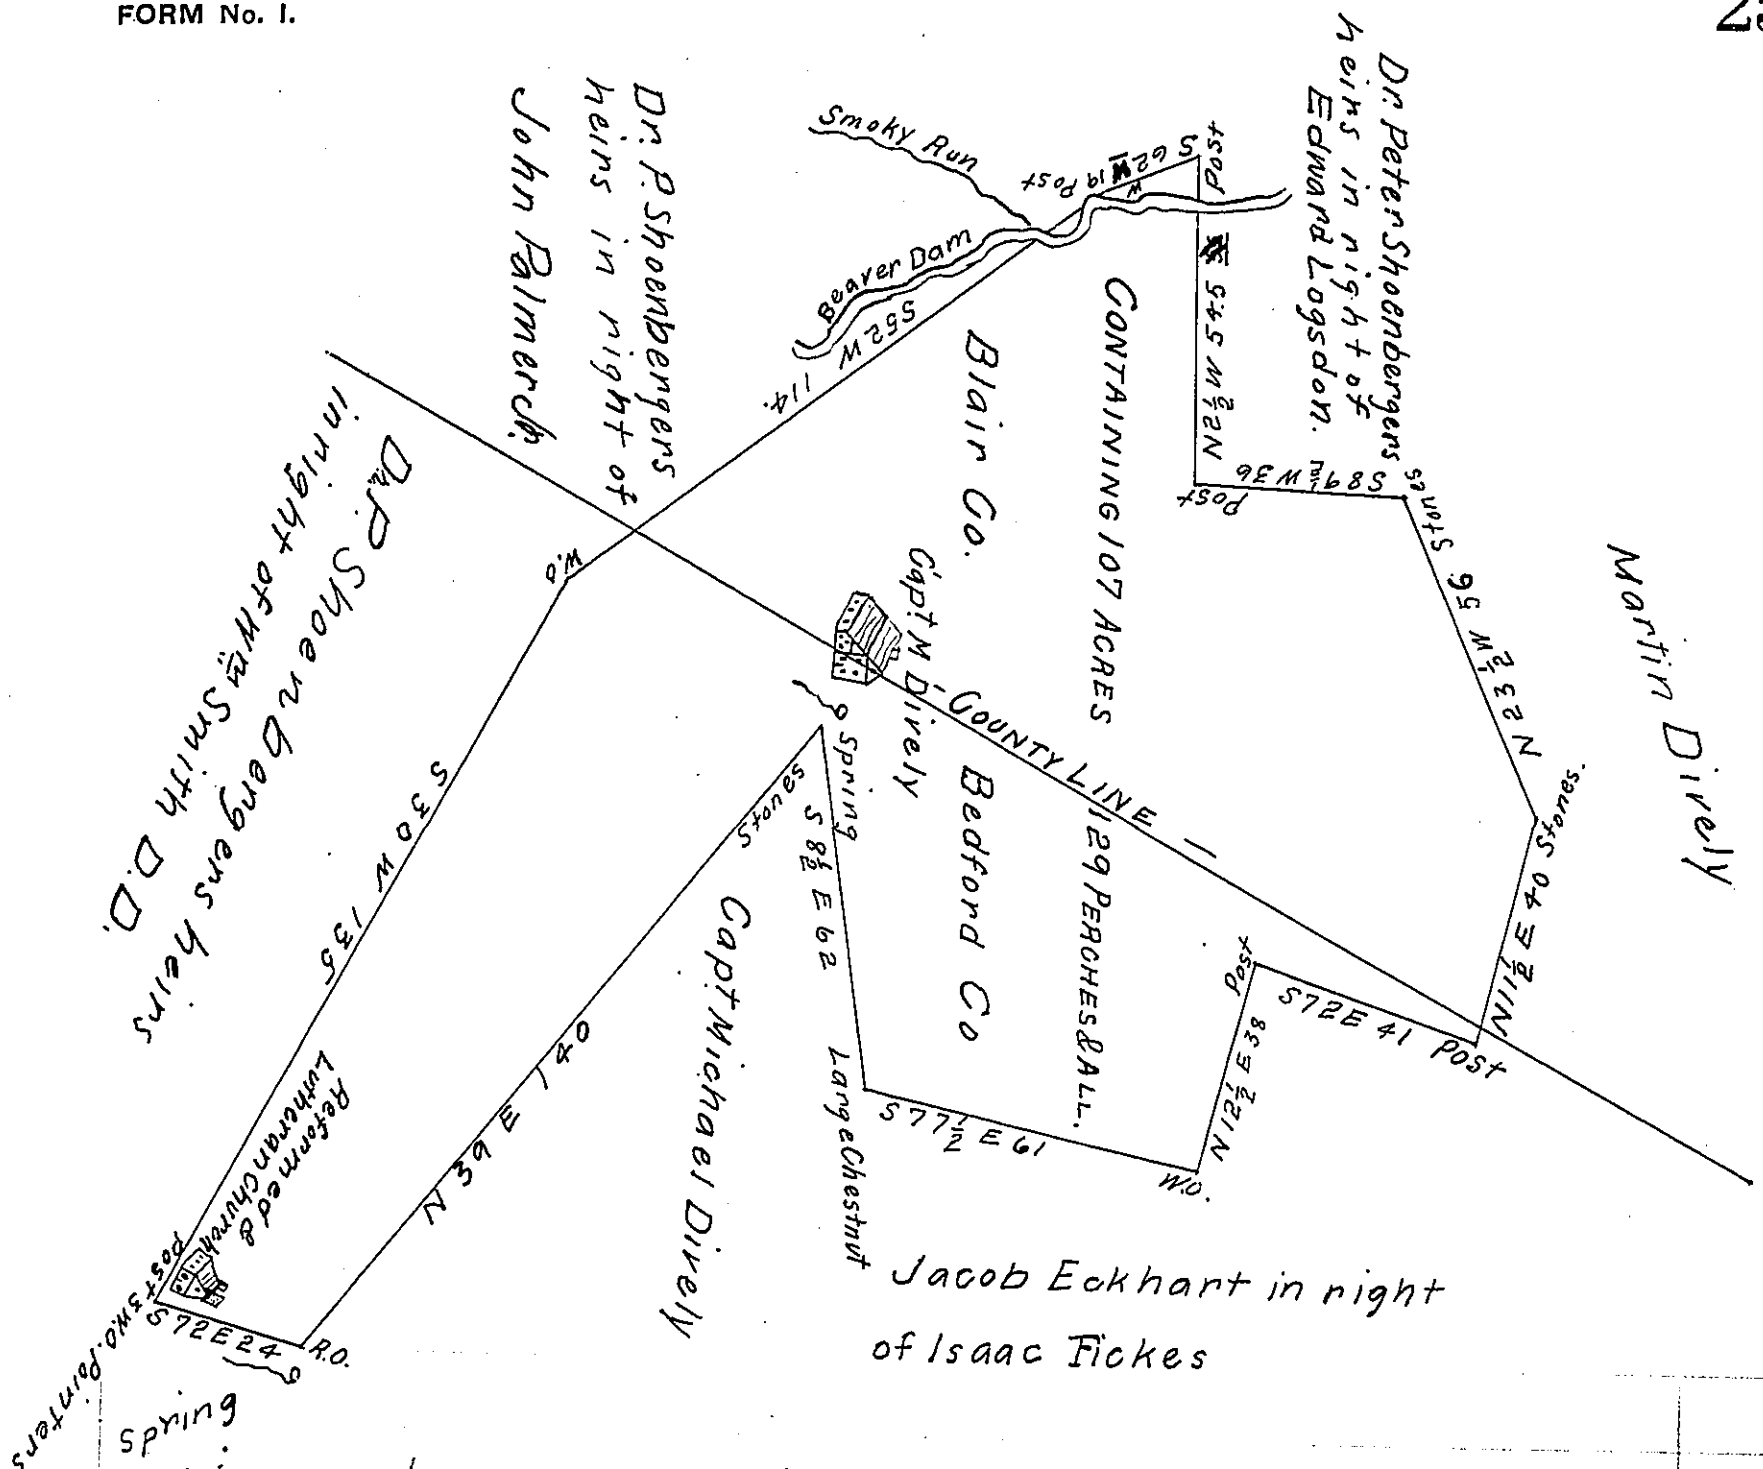 FORM No. 1.
Dr. Peter Shoenbergers
heirs in right of
Edward Logsdon.
Dr. P. Shoenbergers
heirs in right of
John Palmer
Smoky Run
Beaver Dam
Post
S 62 W 19 Post
N 2½ W 54.5
Post
S 89½ W 36
Stones
N 23½ W 56
Stones.
N 11½ E 40
Martin Dively
S 52 W 114.
W.O.
Blair Co.
CONTAINING 107 ACRES
129 PERCHES & ALL.
Capt M Dively
COUNTY LINE
Bedford Co
Dr. P Shoenbergers heirs
in right of Wm Smith D.D.
S 30 W 135
Spring
Stones
S 8½ E 62
Large Chestnut
S 77½ E 61
W.O.
N 12½ E 38
Post
S 72 E 41 Post
Capt Michael Dively
N 39 E 140
Reformed &
Lutheran Church
Post 3 W.O. Pointers
S 72 E 24
R.O.
Spring
Jacob Eckhart in right
of Isaac Fickes